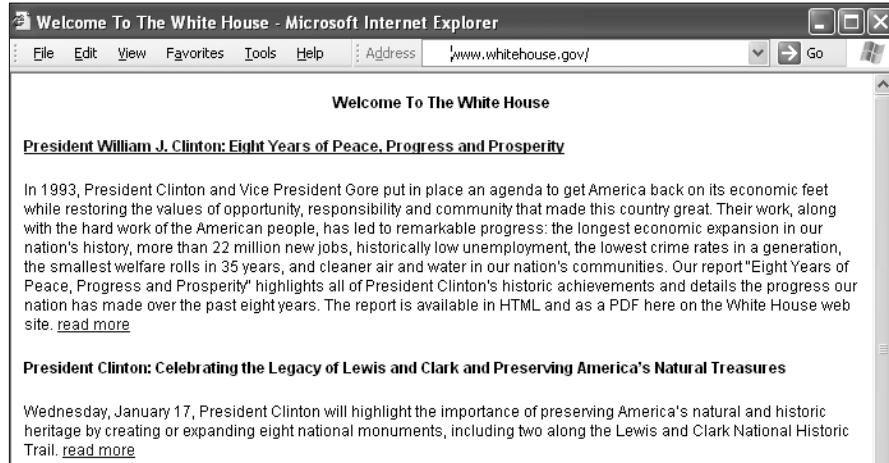 Welcome To The White House - Microsoft Internet Explorer
File Edit View Favorites Tools Help Address www.whitehouse.gov/ Go
Welcome To The White House
President William J. Clinton: Eight Years of Peace, Progress and Prosperity
In 1993, President Clinton and Vice President Gore put in place an agenda to get America back on its economic feet
while restoring the values of opportunity, responsibility and community that made this country great. Their work, along
with the hard work of the American people, has led to remarkable progress: the longest economic expansion in our
nation's history, more than 22 million new jobs, historically low unemployment, the lowest crime rates in a generation,
the smallest welfare rolls in 35 years, and cleaner air and water in our nation's communities. Our report "Eight Years of
Peace, Progress and Prosperity" highlights all of President Clinton's historic achievements and details the progress our
nation has made over the past eight years. The report is available in HTML and as a PDF here on the White House web
site. read more
President Clinton: Celebrating the Legacy of Lewis and Clark and Preserving America's Natural Treasures
Wednesday, January 17, President Clinton will highlight the importance of preserving America's natural and historic
heritage by creating or expanding eight national monuments, including two along the Lewis and Clark National Historic
Trail. read more